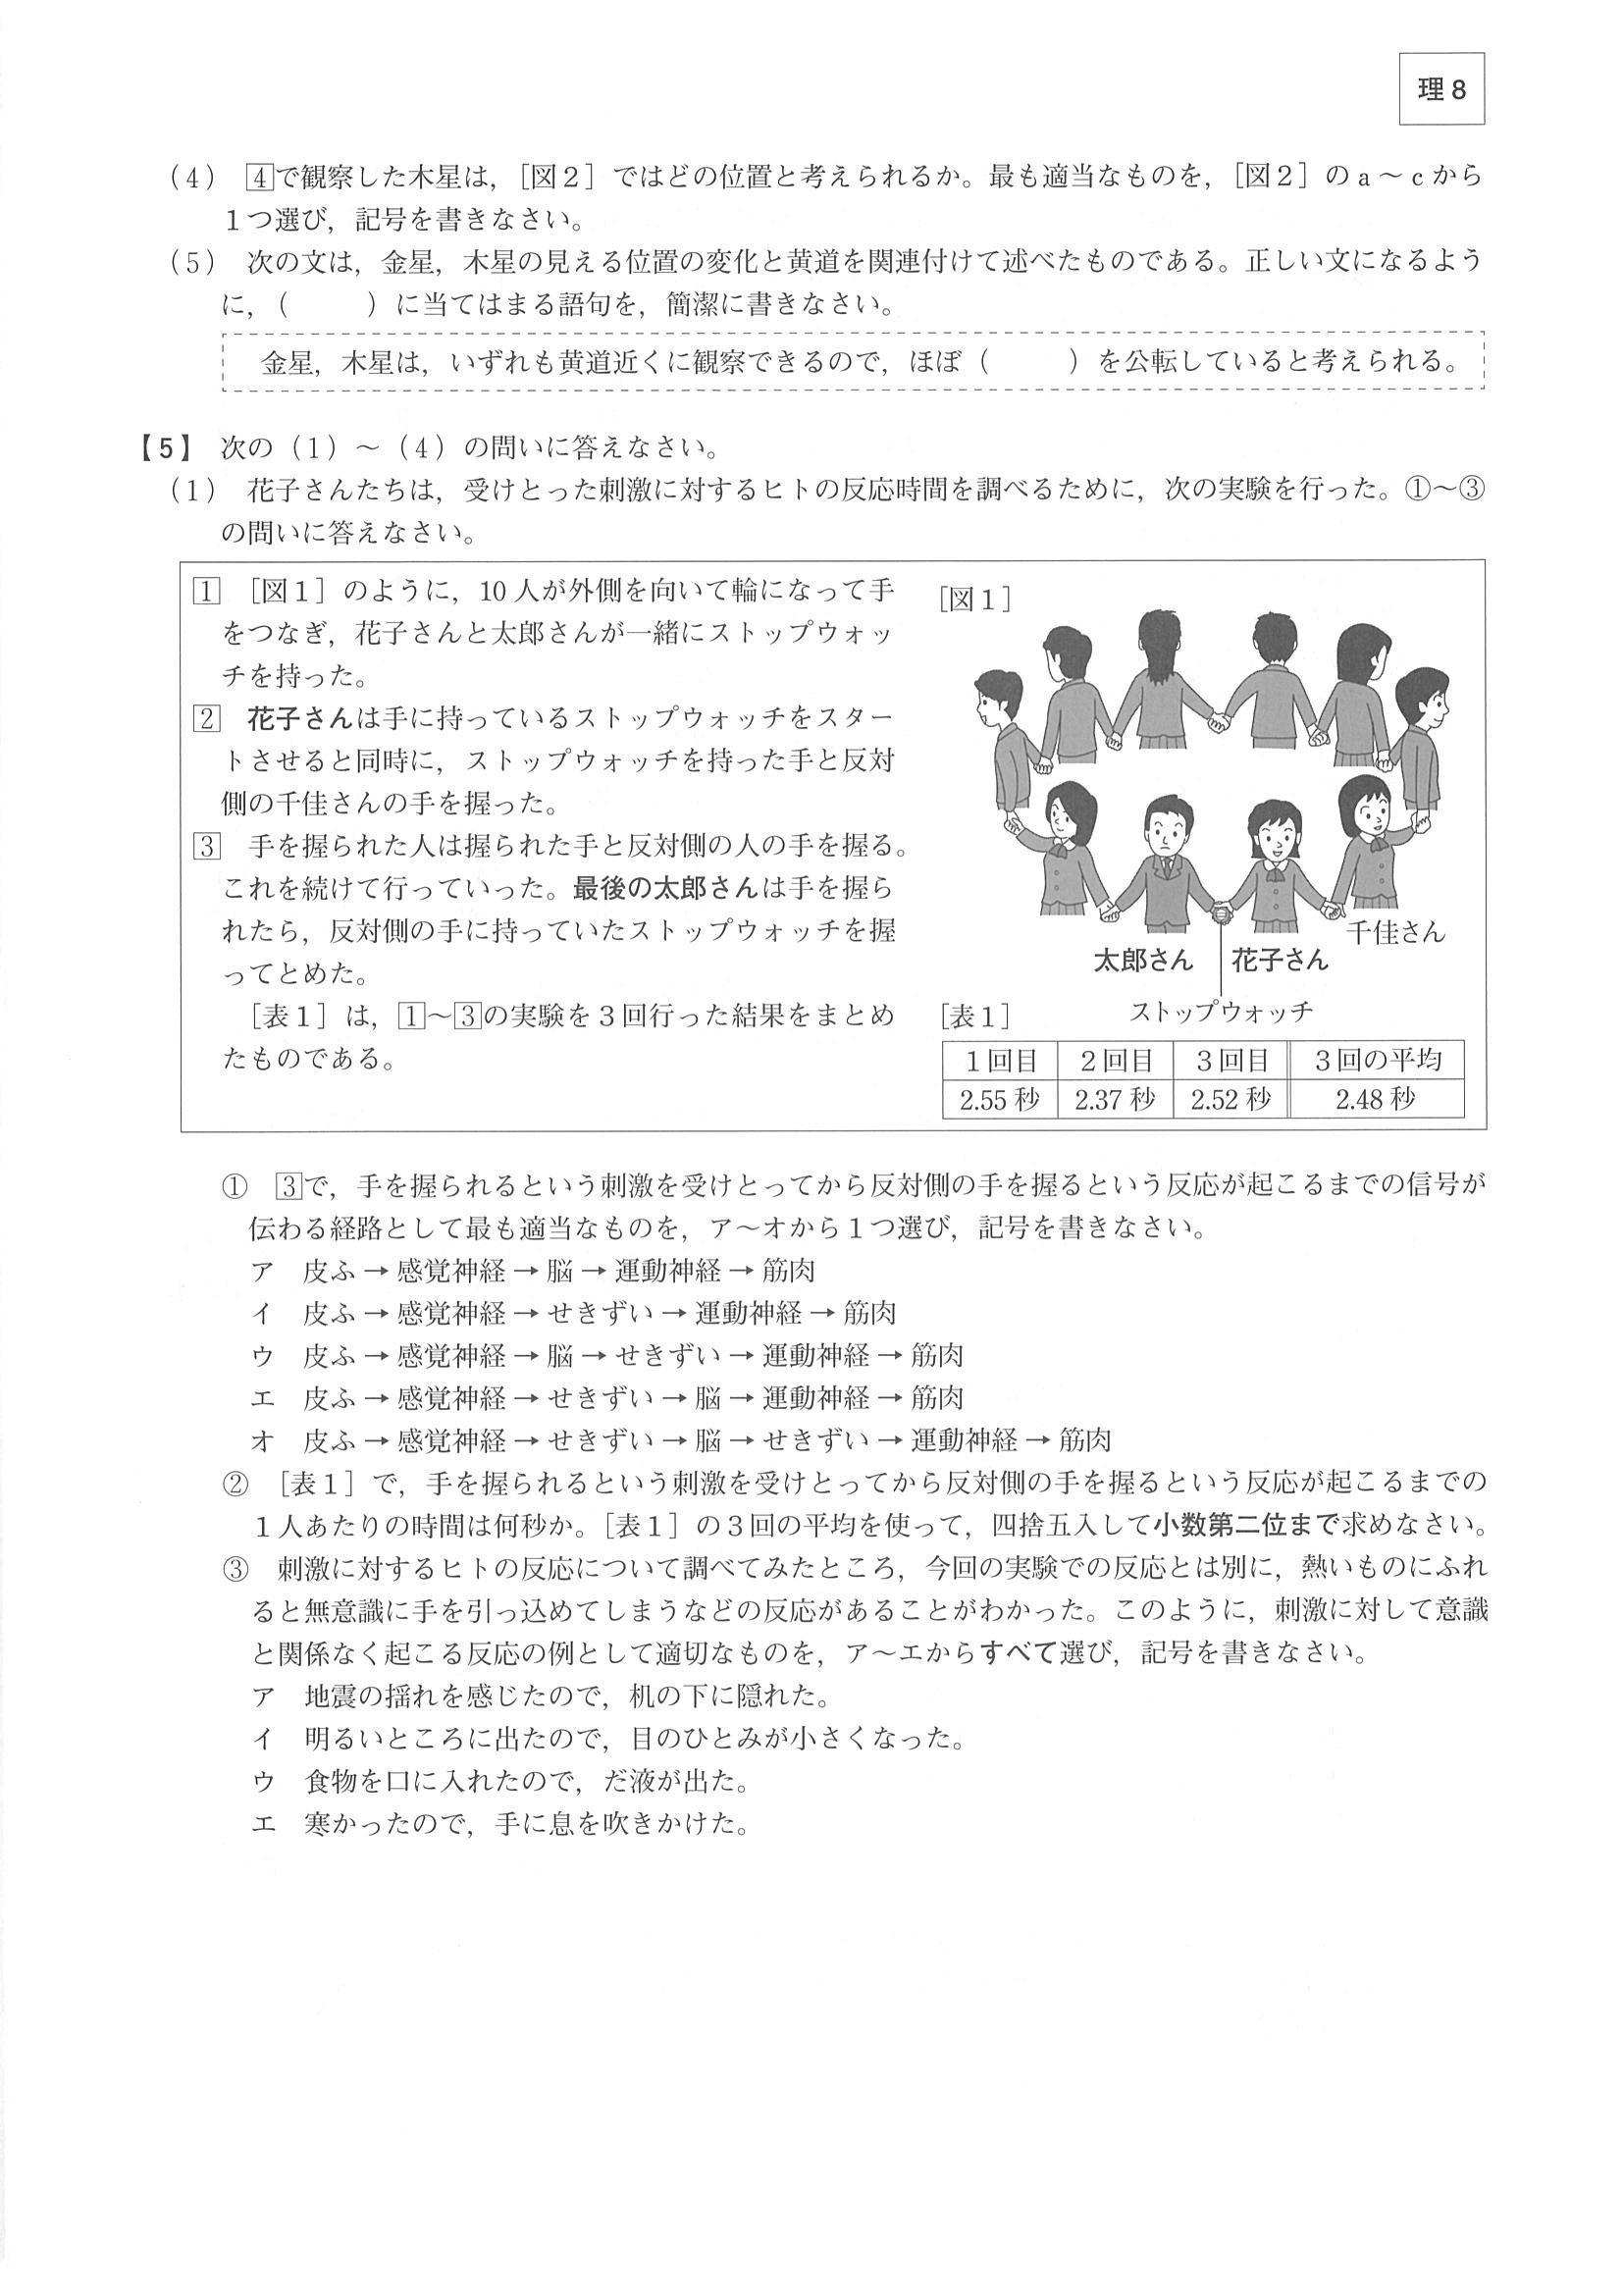 理8
（4） 4で観察した木星は，［図２］ではどの位置と考えられるか。最も適当なものを，［図２］のa～cから
１つ選び，記号を書きなさい。
（5） 次の文は，金星，木星の見える位置の変化と黄道を関連付けて述べたものである。正しい文になるよう
に，（　　　）に当てはまる語句を，簡潔に書きなさい。
金星，木星は，いずれも黄道近くに観察できるので，ほぼ（　　　）を公転していると考えられる。
【5】 次の（1）～（4）の問いに答えなさい。
（1） 花子さんたちは，受けとった刺激に対するヒトの反応時間を調べるために，次の実験を行った。①～③
の問いに答えなさい。
1 ［図１］のように，10人が外側を向いて輪になって手
をつなぎ，花子さんと太郎さんが一緒にストップウォッ
チを持った。
2 花子さんは手に持っているストップウォッチをスター
トさせると同時に，ストップウォッチを持った手と反対
側の千佳さんの手を握った。
3 手を握られた人は握られた手と反対側の人の手を握る。
これを続けて行っていった。最後の太郎さんは手を握ら
れたら，反対側の手に持っていたストップウォッチを握
ってとめた。
［表１］は，1～3の実験を３回行った結果をまとめ
たものである。
［図１］
千佳さん
太郎さん 花子さん
ストップウォッチ
［表１］
１回目 ２回目 ３回目 ３回の平均
2.55秒 2.37秒 2.52秒 2.48秒
① 3で，手を握られるという刺激を受けとってから反対側の手を握るという反応が起こるまでの信号が
伝わる経路として最も適当なものを，ア～オから１つ選び，記号を書きなさい。
ア 皮ふ→感覚神経→脳→運動神経→筋肉
イ 皮ふ→感覚神経→せきずい→運動神経→筋肉
ウ 皮ふ→感覚神経→脳→せきずい→運動神経→筋肉
エ 皮ふ→感覚神経→せきずい→脳→運動神経→筋肉
オ 皮ふ→感覚神経→せきずい→脳→せきずい→運動神経→筋肉
② ［表１］で，手を握られるという刺激を受けとってから反対側の手を握るという反応が起こるまでの
１人あたりの時間は何秒か。［表１］の３回の平均を使って，四捨五入して小数第二位まで求めなさい。
③ 刺激に対するヒトの反応について調べてみたところ，今回の実験での反応とは別に，熱いものにふれ
ると無意識に手を引っ込めてしまうなどの反応があることがわかった。このように，刺激に対して意識
と関係なく起こる反応の例として適切なものを，ア～エからすべて選び，記号を書きなさい。
ア 地震の揺れを感じたので，机の下に隠れた。
イ 明るいところに出たので，目のひとみが小さくなった。
ウ 食物を口に入れたので，だ液が出た。
エ 寒かったので，手に息を吹きかけた。